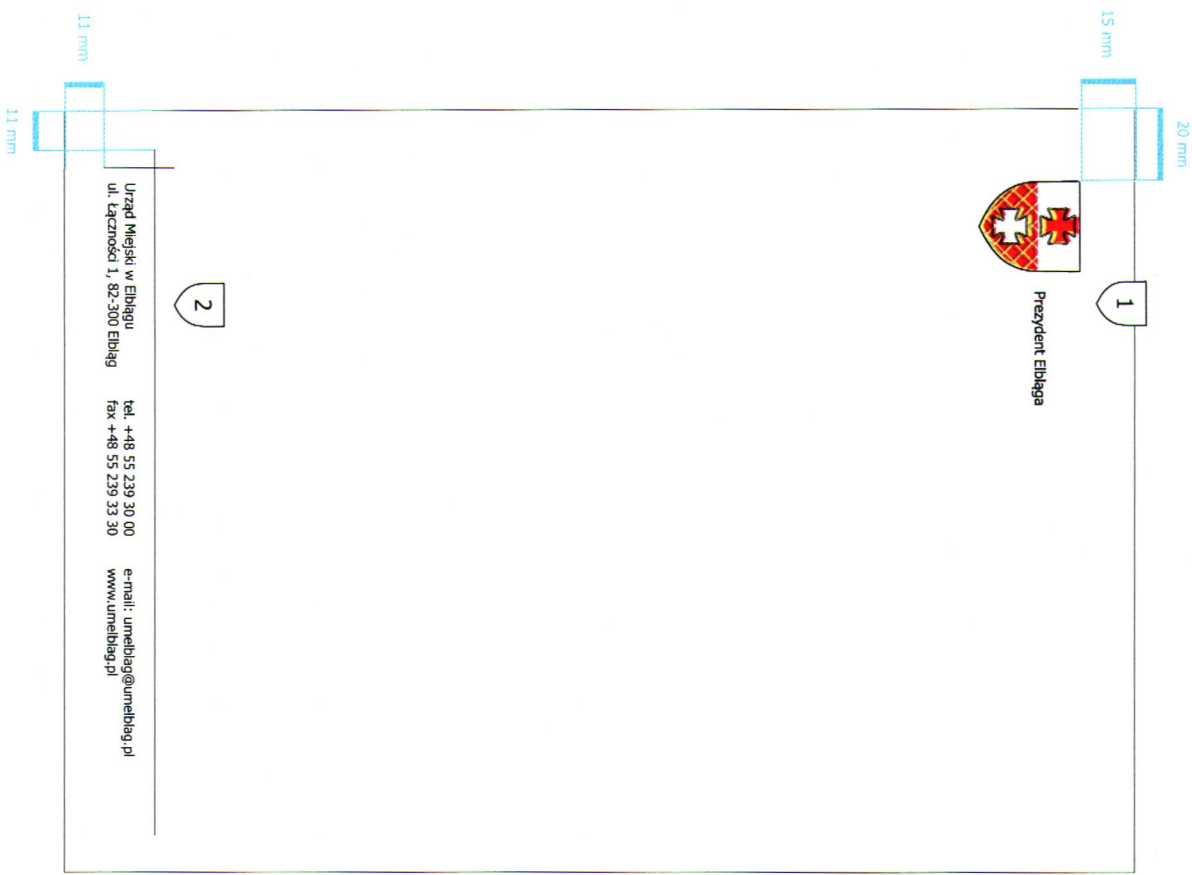 15 mm
20 mm
1
Prezydent Elbląga
2
11 mm
11 mm
Urząd Miejski w Elblągu
ul. Łączności 1, 82-300 Elbląg
tel. +48 55 239 30 00
fax +48 55 239 33 30
e-mail: umelblag@umelblag.pl
www.umelblag.pl